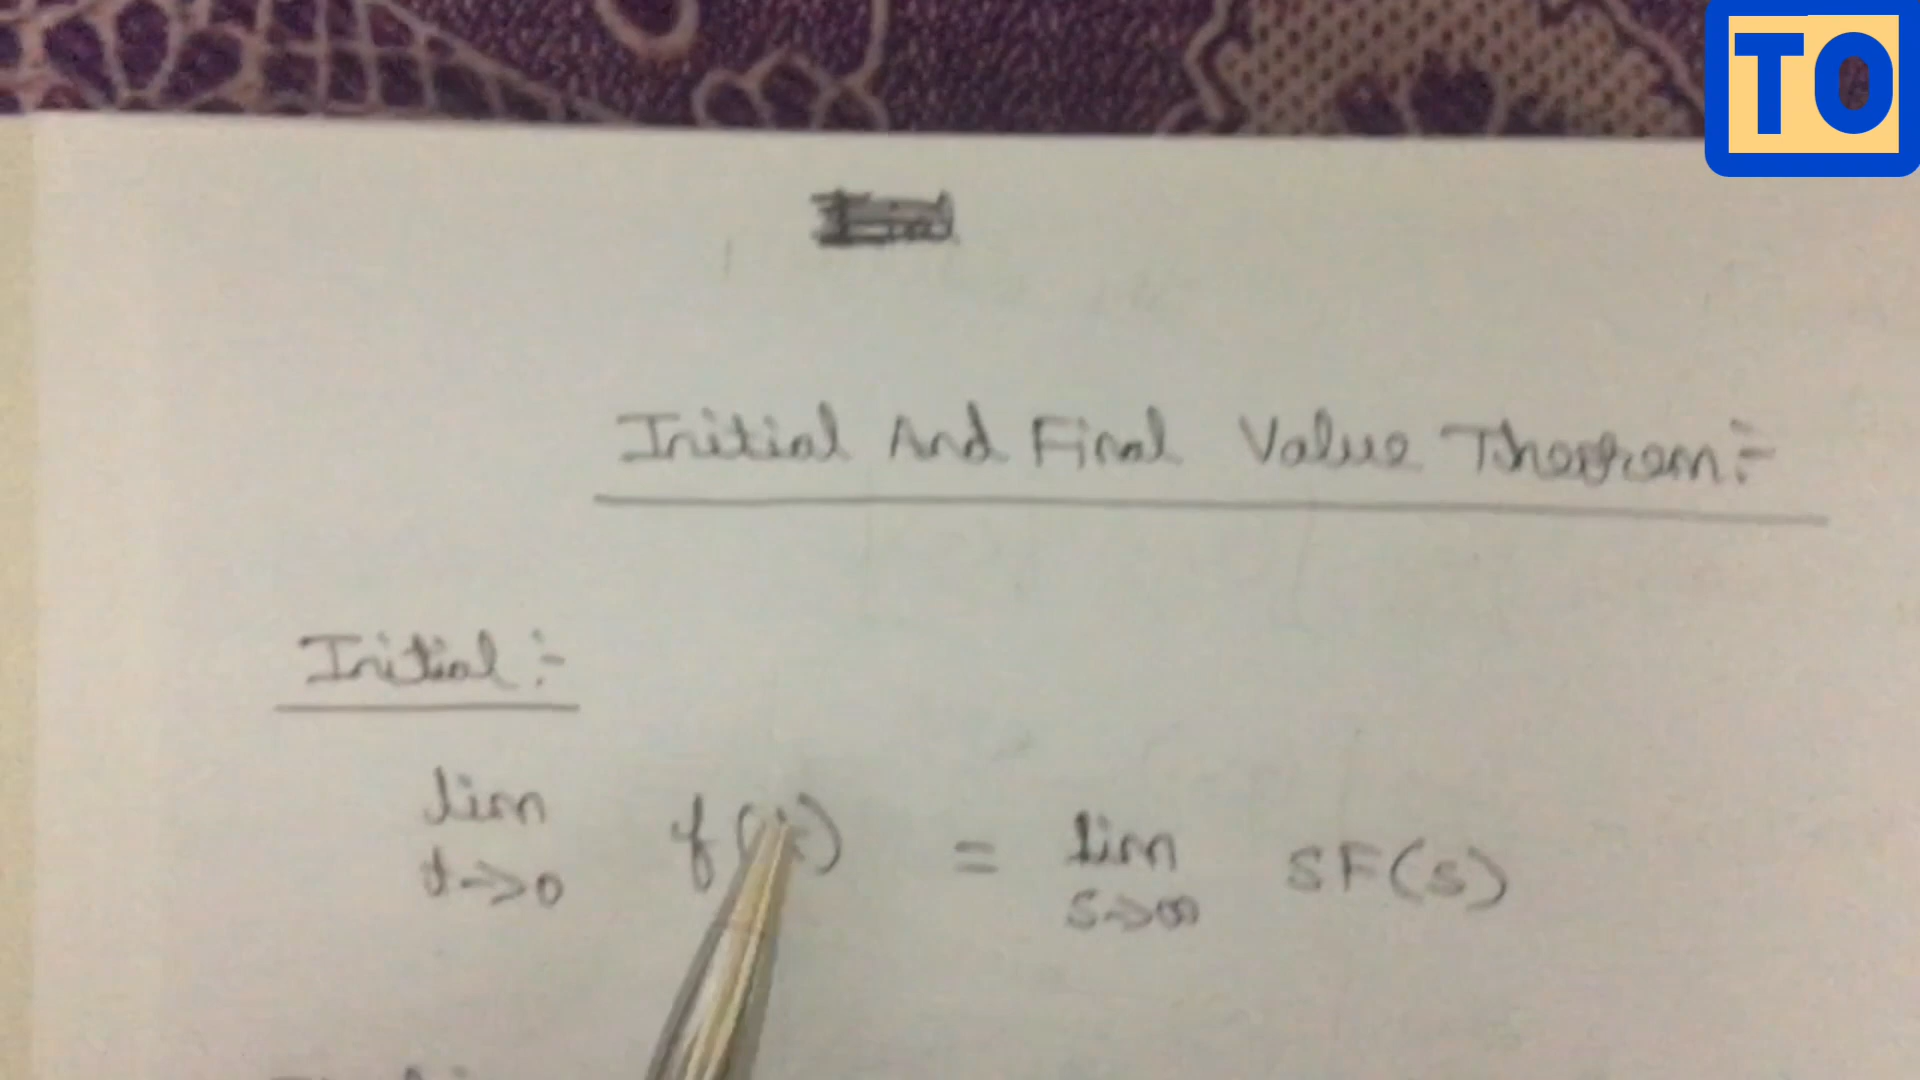 TO
Initial And Final Value Theorem:-
Initial :-
lim f(t) = lim SF(s)
t->0 s->∞